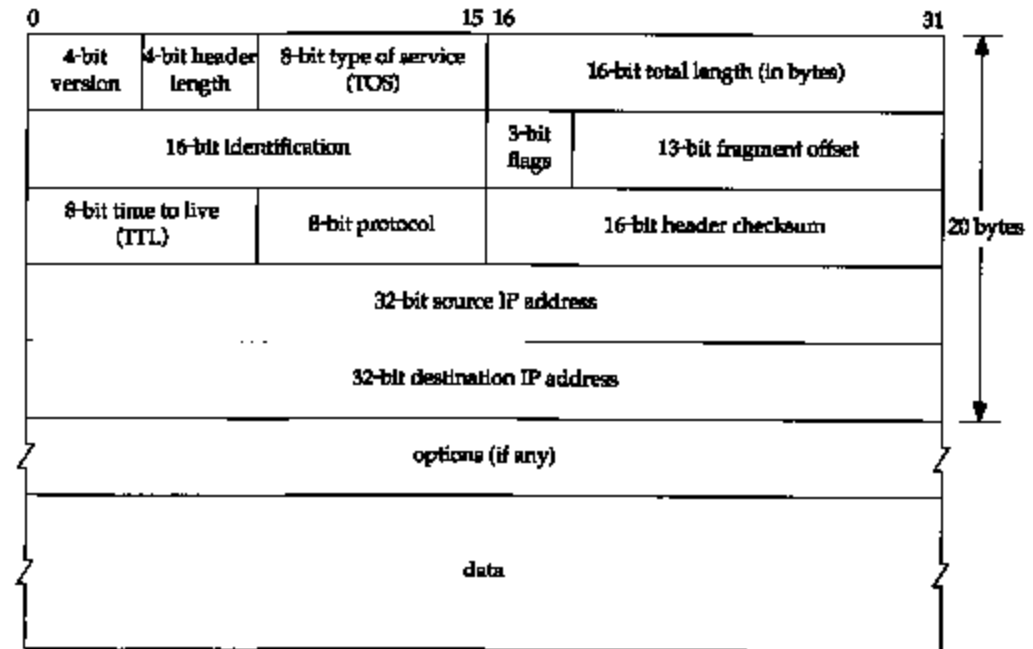 0 15 16 31
4-bit version
4-bit header length
8-bit type of service (TOS)
16-bit total length (in bytes)
16-bit identification
3-bit flags
13-bit fragment offset
8-bit time to live (TTL)
8-bit protocol
16-bit header checksum
20 bytes
32-bit source IP address
32-bit destination IP address
options (if any)
data